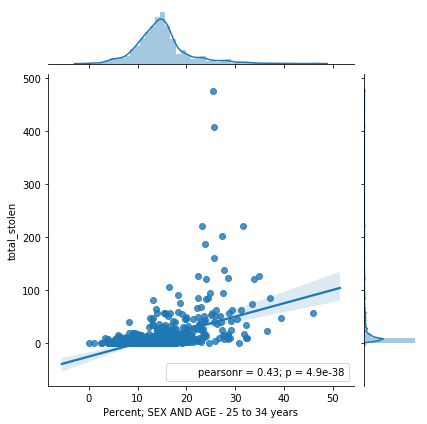 500
400
300
200
100
0
total_stolen
0 10 20 30 40 50
Percent; SEX AND AGE - 25 to 34 years
pearsonr = 0.43; p = 4.9e-38